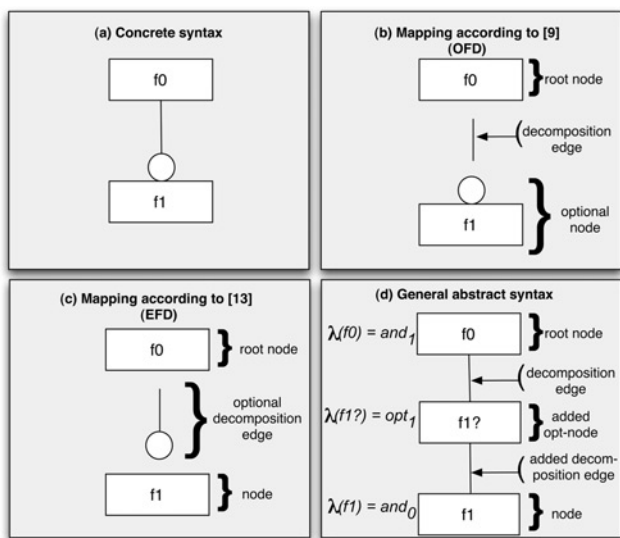 (a) Concrete syntax
f0
f1
(b) Mapping according to [9]
(OFD)
f0
} root node
( decomposition
edge
f1
} optional
node
(c) Mapping according to [13]
(EFD)
f0
} root node
} optional
decomposition
edge
f1
} node
(d) General abstract syntax
λ(f0) = and1
f0
} root node
( decomposition
edge
λ(f1?) = opt1
f1?
} added
opt-node
( added decom-
position edge
λ(f1) = and0
f1
} node